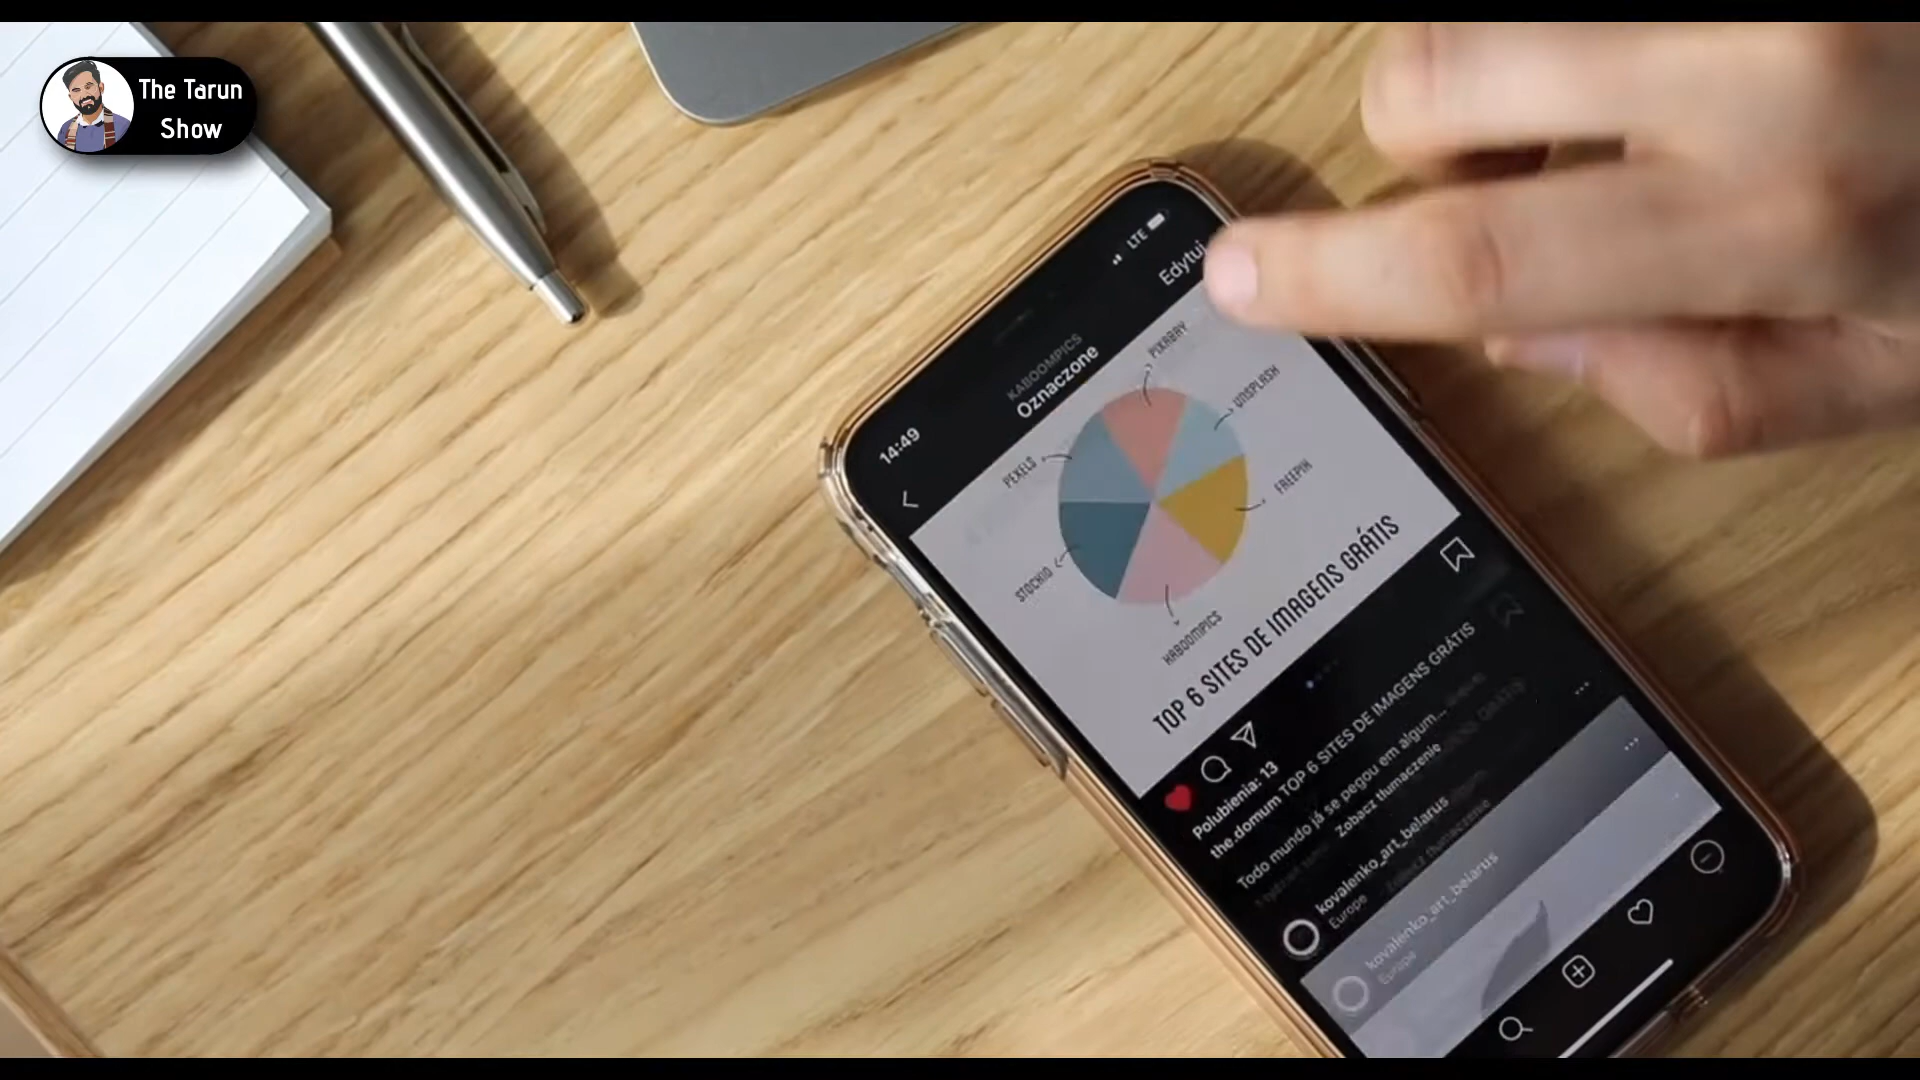 The Tarun
Show
LTE
14:49
Edytuj
KABOOMPICS
Oznaczone
PIXABAY
UNSPLASH
PEXELS
FREEPIK
STOCKIO
KABOOMPICS
TOP 6 SITES DE IMAGENS GRÁTIS
Polubienia: 13
the.domum TOP 6 SITES DE IMAGENS GRÁTIS
Todo mundo já se pegou em algum...
Zobacz tłumaczenie
kovalenko_art_belarus
Europe
kovalenko_art_belarus
Europe